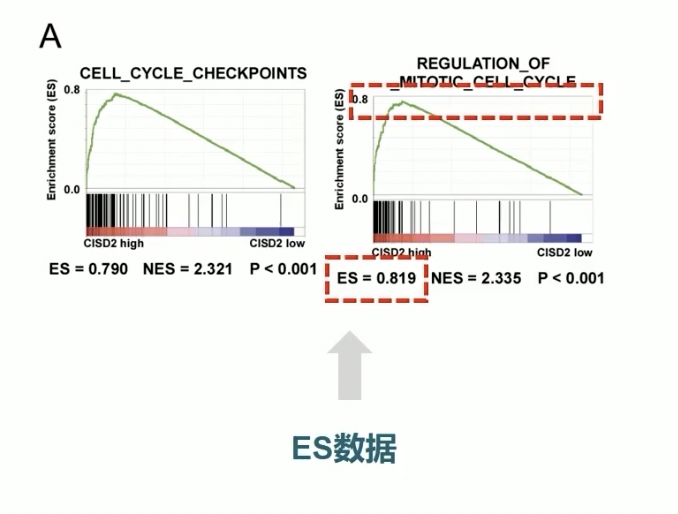 A
CELL_CYCLE_CHECKPOINTS
Enrichment score (ES)
0.8
0.0
CISD2 high
CISD2 low
ES = 0.790 NES = 2.321 P < 0.001
REGULATION_OF
_MITOTIC_CELL_CYCLE
Enrichment score (ES)
0.8
0.0
CISD2 high
CISD2 low
ES = 0.819 NES = 2.335 P < 0.001
ES数据